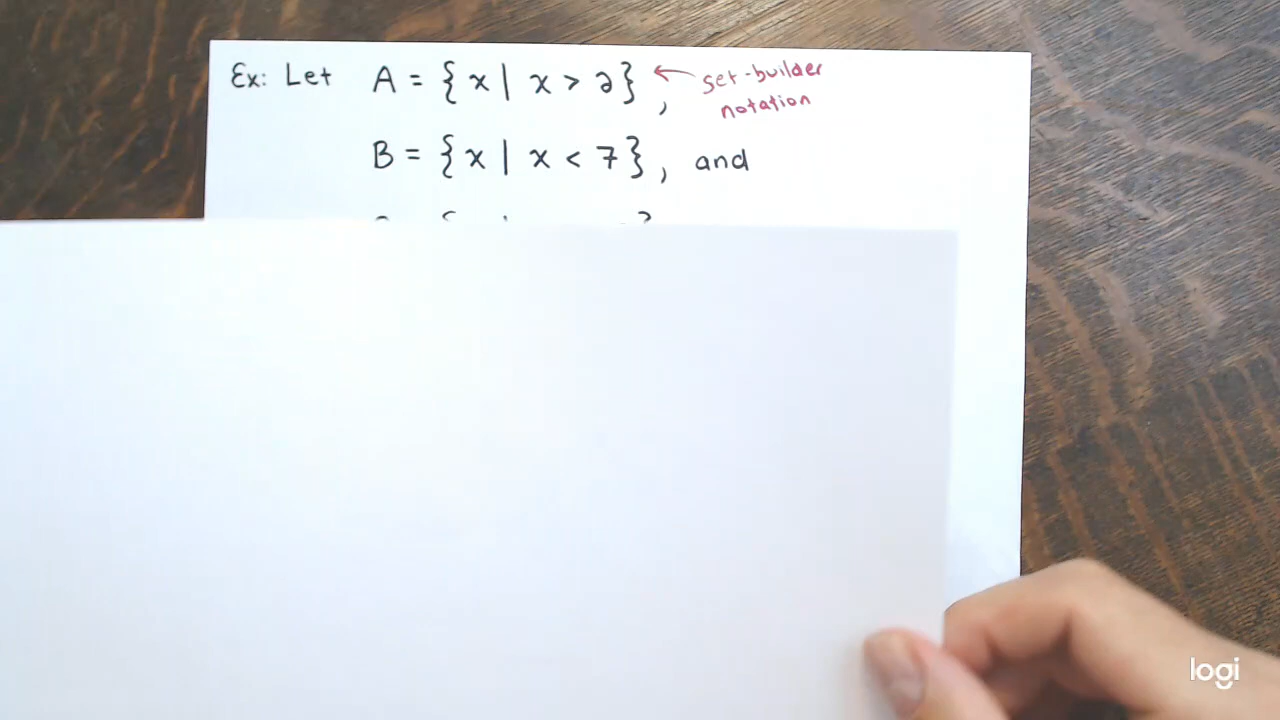 Ex: Let A = { x | x > 2 } , ← set-builder
notation
B = { x | x < 7 } , and
logi